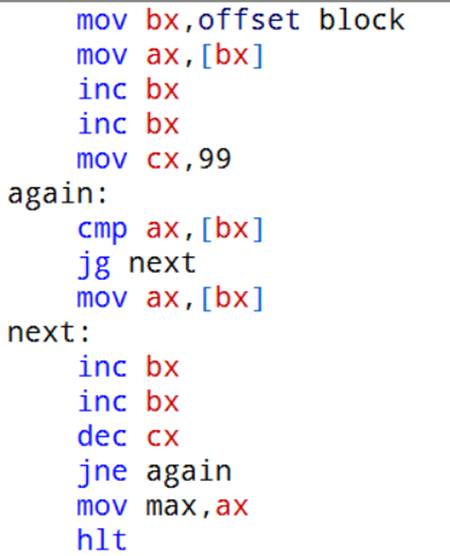 mov bx,offset block
mov ax,[bx]
inc bx
inc bx
mov cx,99
again:
cmp ax,[bx]
jg next
mov ax,[bx]
next:
inc bx
inc bx
dec cx
jne again
mov max,ax
hlt